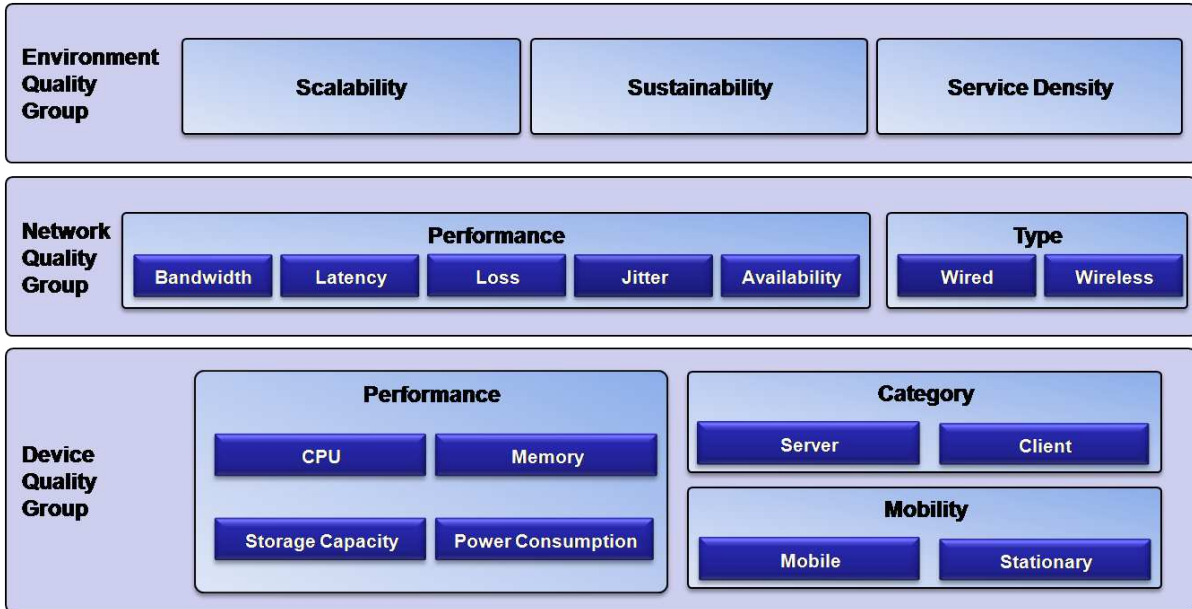 Environment
Quality
Group
Scalability
Sustainability
Service Density
Network
Quality
Group
Performance
Bandwidth
Latency
Loss
Jitter
Availability
Type
Wired
Wireless
Device
Quality
Group
Performance
CPU
Memory
Storage Capacity
Power Consumption
Category
Server
Client
Mobility
Mobile
Stationary